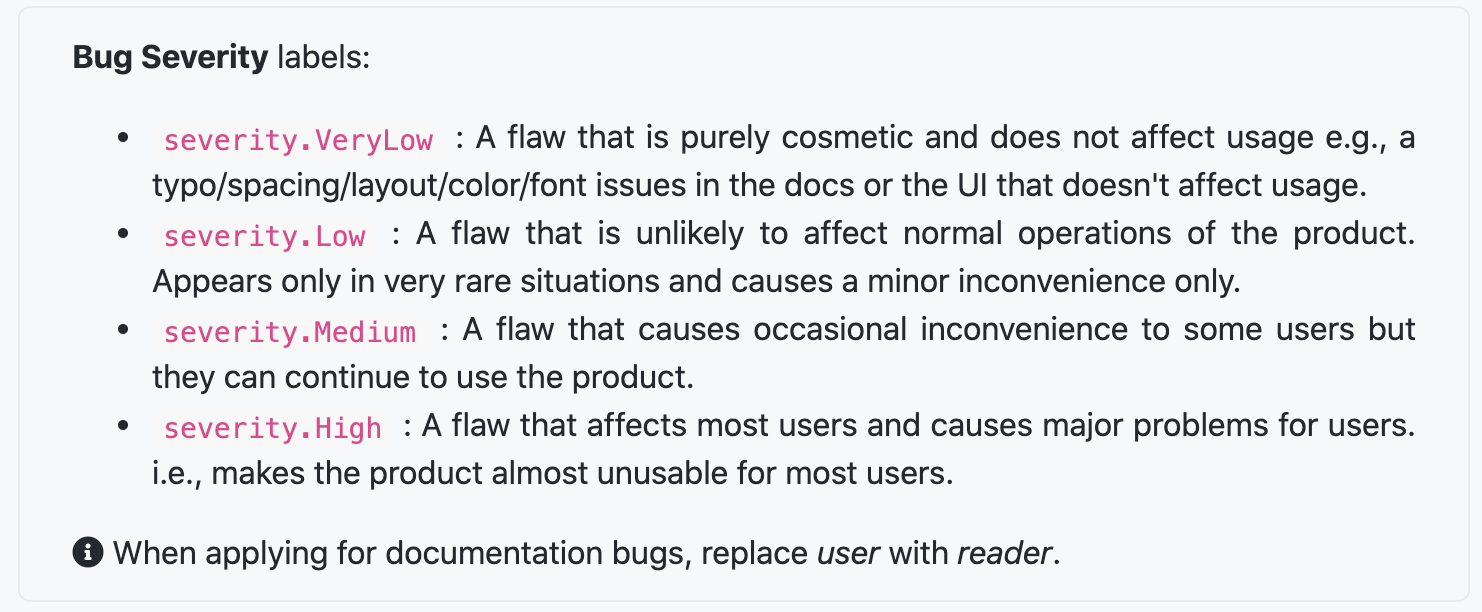 Bug Severity labels:
• severity.VeryLow : A flaw that is purely cosmetic and does not affect usage e.g., a
typo/spacing/layout/color/font issues in the docs or the UI that doesn't affect usage.
• severity.Low : A flaw that is unlikely to affect normal operations of the product.
Appears only in very rare situations and causes a minor inconvenience only.
• severity.Medium : A flaw that causes occasional inconvenience to some users but
they can continue to use the product.
• severity.High : A flaw that affects most users and causes major problems for users.
i.e., makes the product almost unusable for most users.
When applying for documentation bugs, replace user with reader.